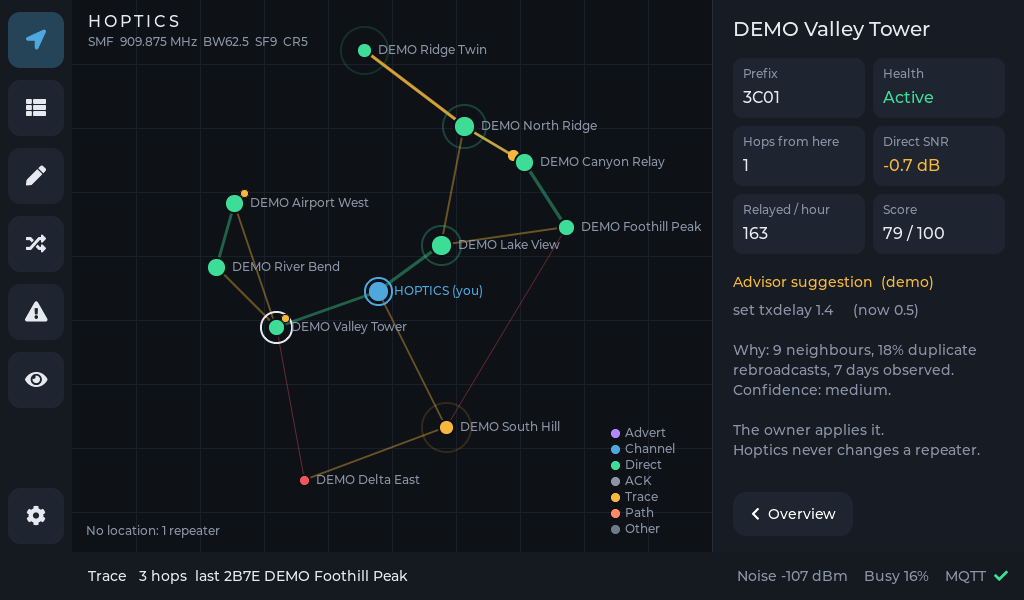 HOPTICS
SMF 909.875 MHz BW62.5 SF9 CR5
DEMO Ridge Twin
DEMO North Ridge
DEMO Canyon Relay
DEMO Airport West
DEMO Foothill Peak
DEMO Lake View
DEMO River Bend
HOPTICS (you)
DEMO Valley Tower
DEMO South Hill
DEMO Delta East
Advert
Channel
Direct
ACK
Trace
Path
Other
No location: 1 repeater
DEMO Valley Tower
Prefix
3C01
Health
Active
Hops from here
1
Direct SNR
-0.7 dB
Relayed / hour
163
Score
79 / 100
Advisor suggestion (demo)
set txdelay 1.4 (now 0.5)
Why: 9 neighbours, 18% duplicate
rebroadcasts, 7 days observed.
Confidence: medium.
The owner applies it.
Hoptics never changes a repeater.
Overview
Trace 3 hops last 2B7E DEMO Foothill Peak
Noise -107 dBm Busy 16% MQTT